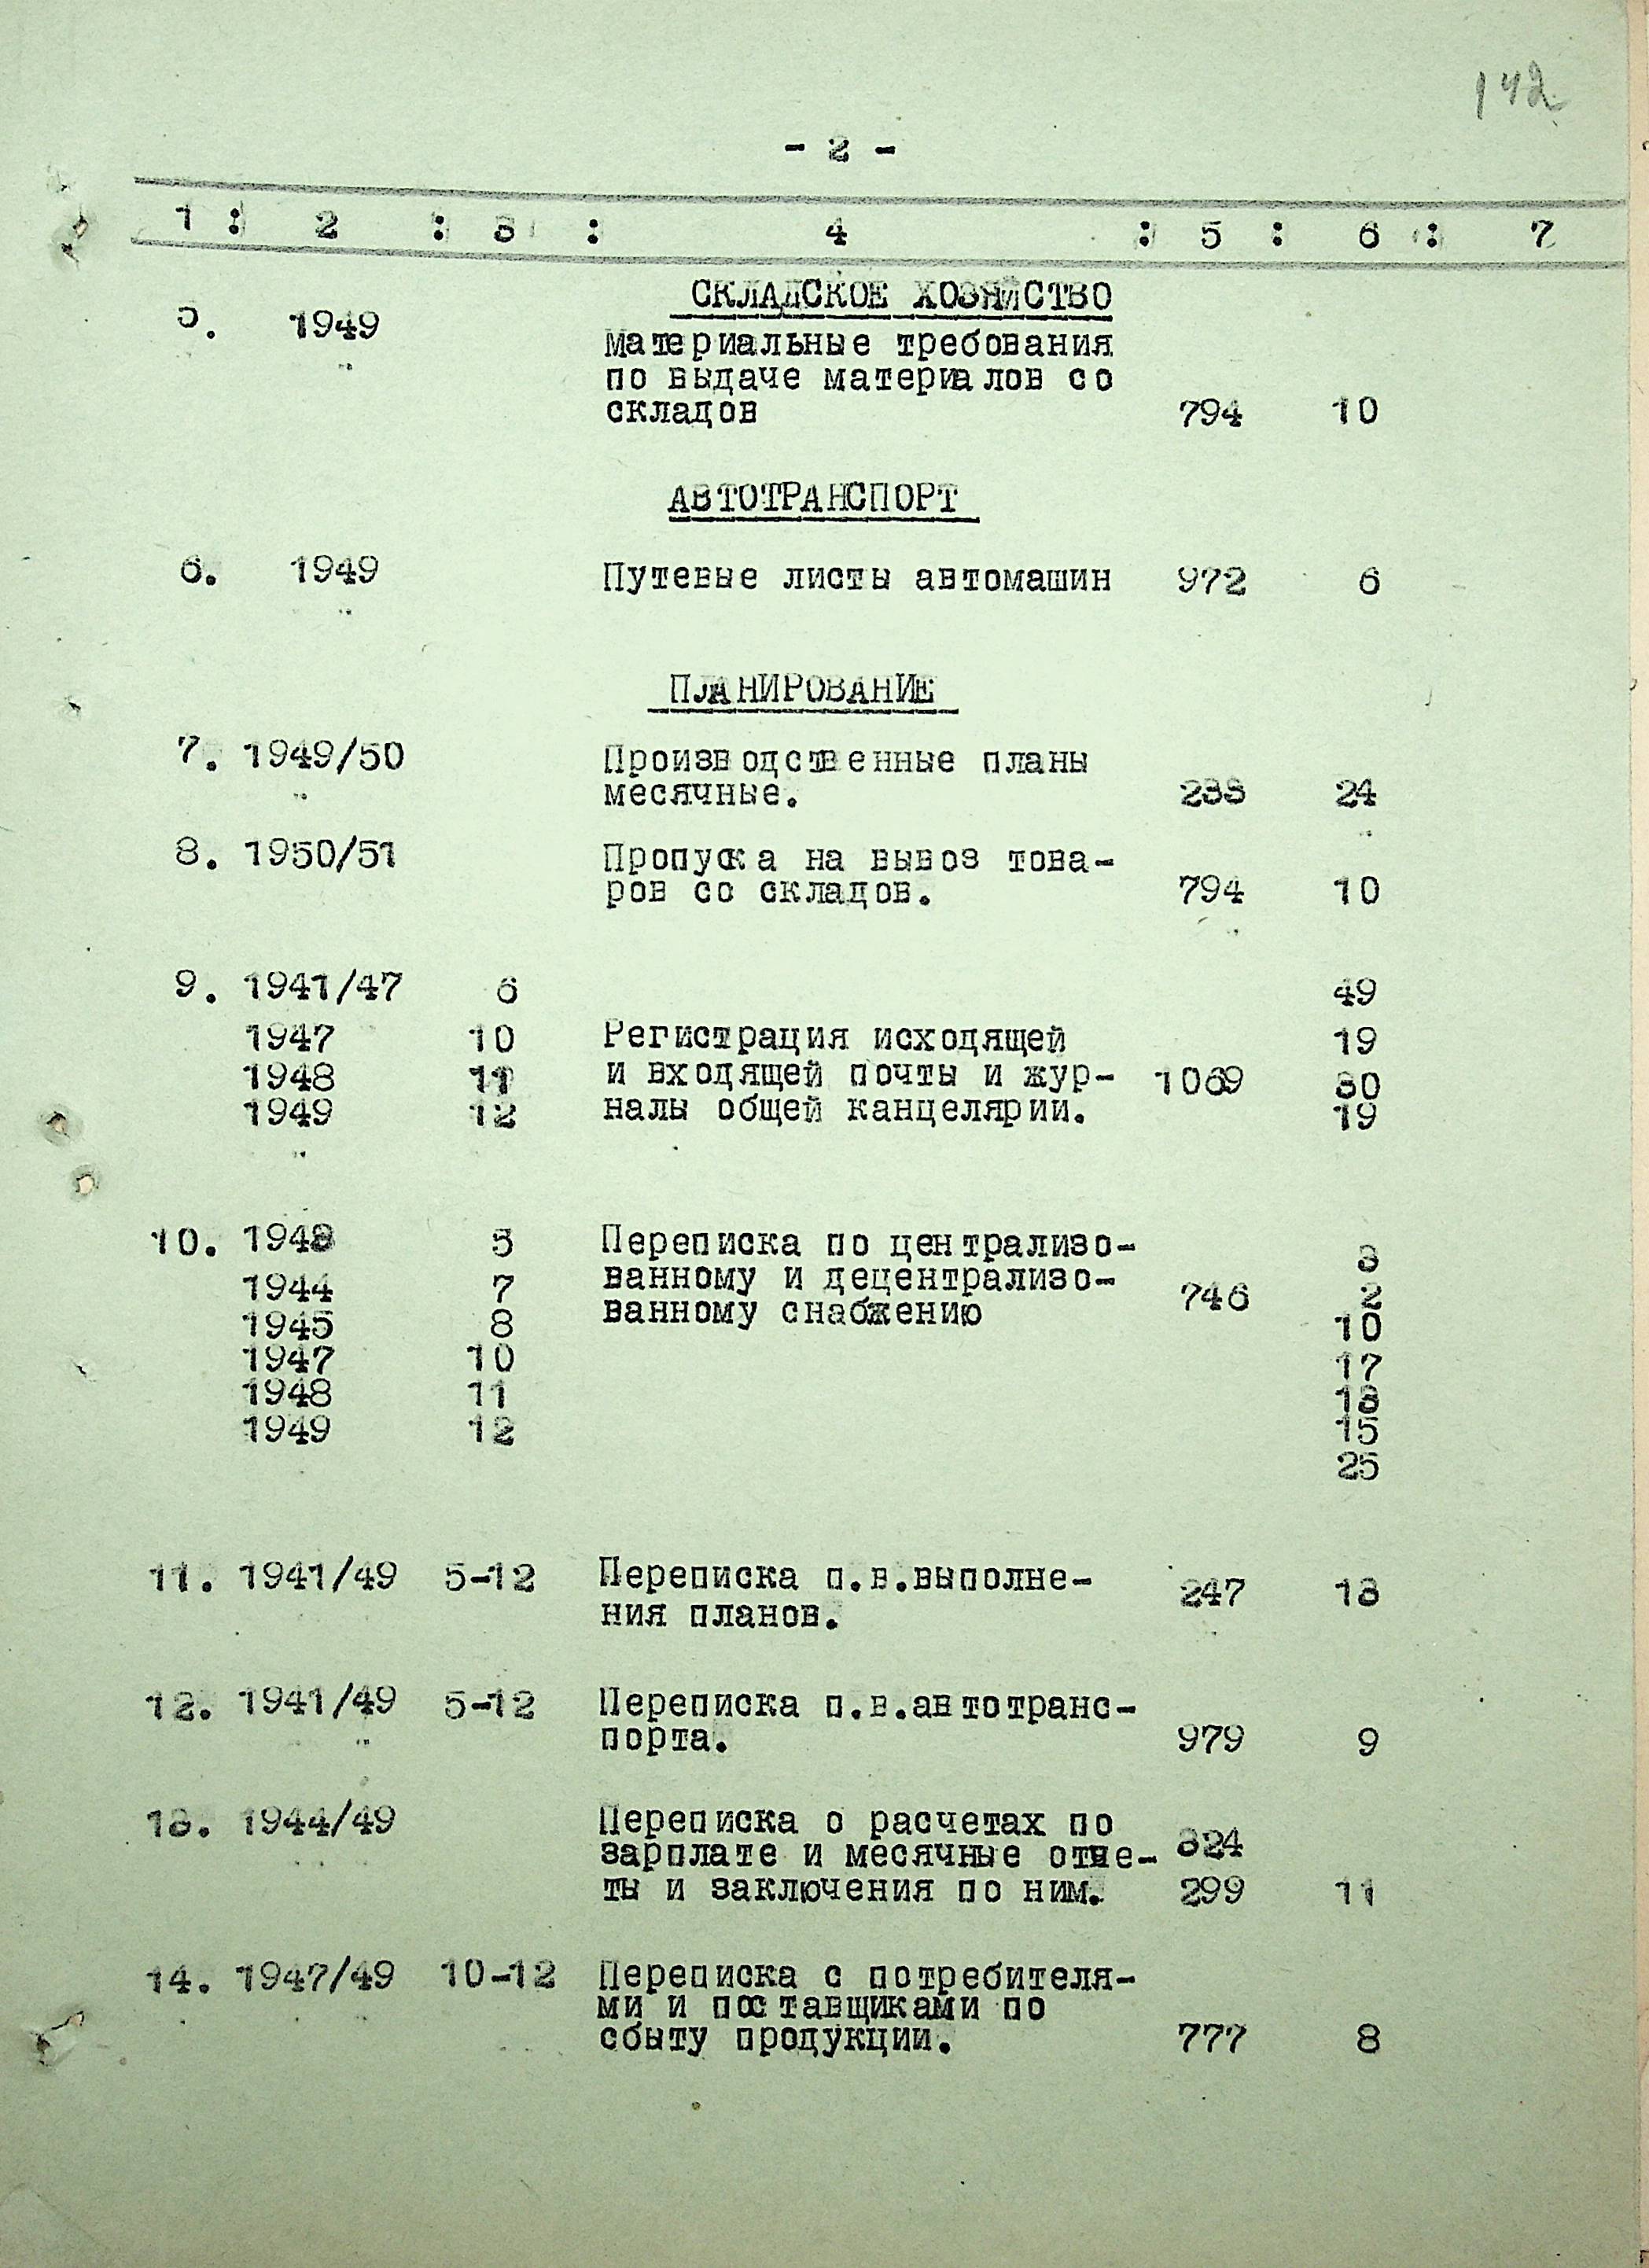 142
- 2 -
1 : 2 : 3 : 4 : 5 : 6 : 7
СКЛАДСКОЕ ХОЗЯЙСТВО
5. 1949
материальные требования
по выдаче материалов со
складов 794 10
АВТОТРАНСПОРТ
6. 1949 Путевые листы автомашин 972 6
ПЛАНИРОВАНИЕ
7. 1949/50 Производственные планы
месячные. 238 24
8. 1950/51 Пропуска на вывоз това-
ров со складов. 794 10
9. 1941/47 6 49
1947 10 Регистрация исходящей 19
1948 11 и входящей почты и жур- 1069 30
1949 12 налы общей канцелярии. 19
10. 1943 5 Переписка по централизо- 3
1944 7 ванному и децентрализо- 746 2
1945 8 ванному снабжению 10
1947 10 17
1948 11 18
1949 12 15
25
11. 1941/49 5-12 Переписка п.в.выполне- 247 18
ния планов.
12. 1941/49 5-12 Переписка п.в.автотранс-
порта. 979 9
13. 1944/49 Переписка о расчетах по
зарплате и месячные отче- 324
ты и заключения по ним. 299 11
14. 1947/49 10-12 Переписка с потребителя-
ми и поставщиками по
сбыту продукции. 777 8